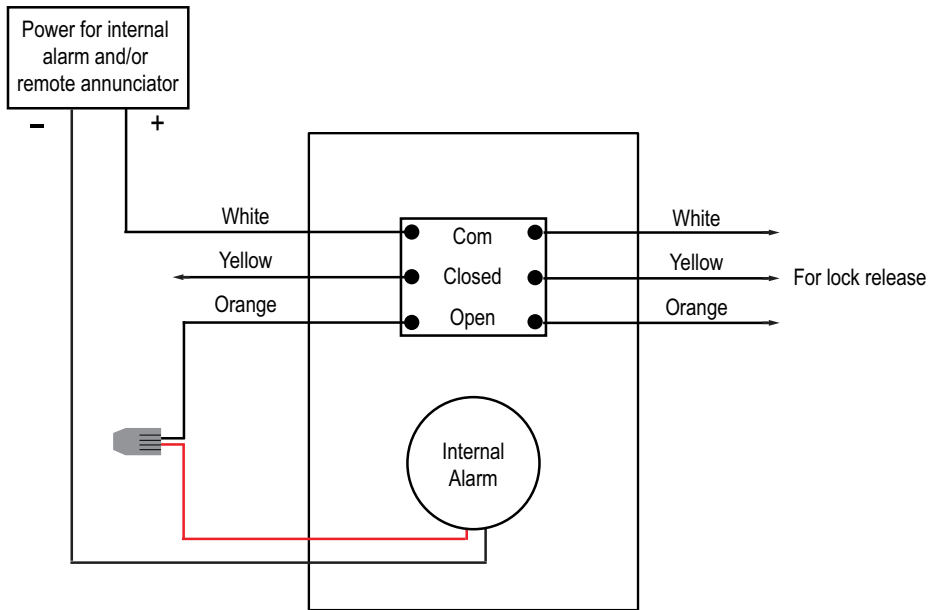 Power for internal
alarm and/or
remote annunciator
–
+
White
Com
White
Yellow
Closed
Yellow
For lock release
Orange
Open
Orange
Internal
Alarm